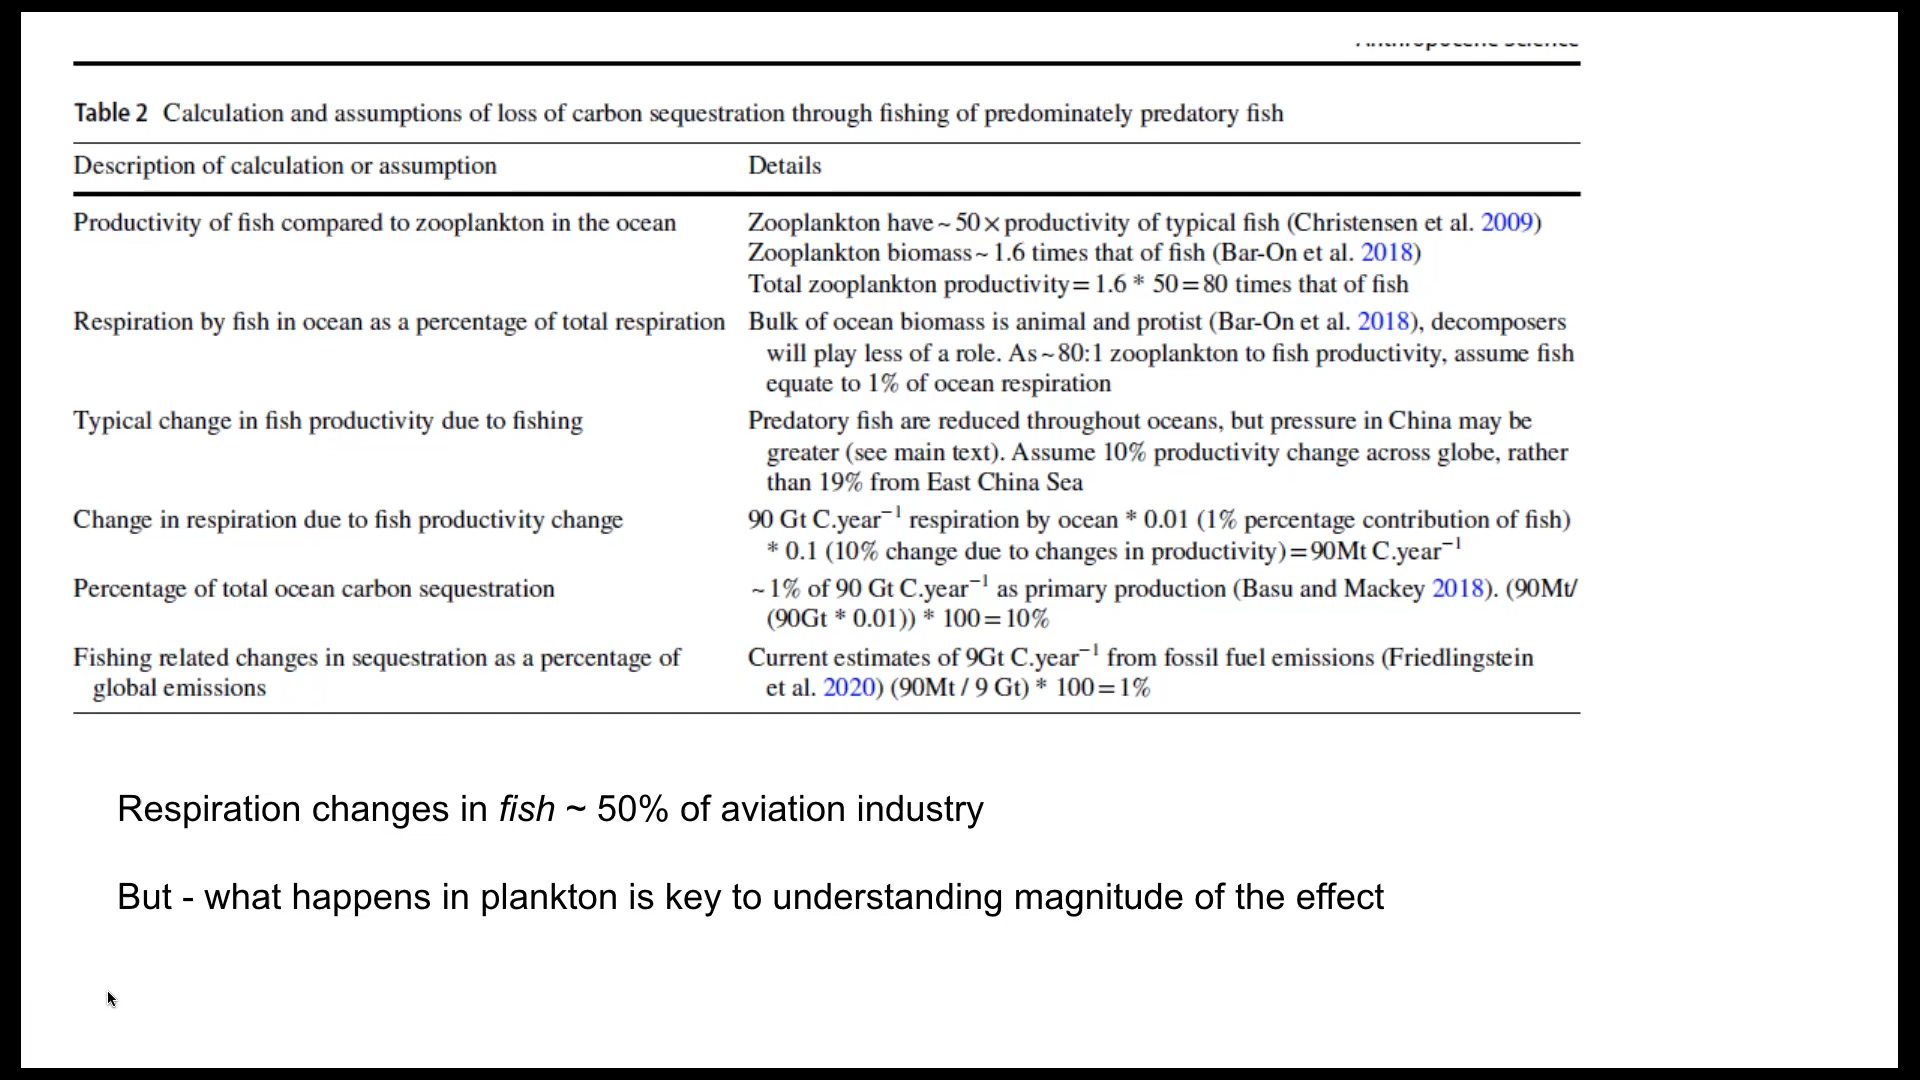 Anthropocene Science
Table 2 Calculation and assumptions of loss of carbon sequestration through fishing of predominately predatory fish
Description of calculation or assumption
Details
Productivity of fish compared to zooplankton in the ocean
Zooplankton have ~ 50 × productivity of typical fish (Christensen et al. 2009)
Zooplankton biomass ~ 1.6 times that of fish (Bar-On et al. 2018)
Total zooplankton productivity = 1.6 * 50 = 80 times that of fish
Respiration by fish in ocean as a percentage of total respiration
Bulk of ocean biomass is animal and protist (Bar-On et al. 2018), decomposers
will play less of a role. As ~ 80:1 zooplankton to fish productivity, assume fish
equate to 1% of ocean respiration
Typical change in fish productivity due to fishing
Predatory fish are reduced throughout oceans, but pressure in China may be
greater (see main text). Assume 10% productivity change across globe, rather
than 19% from East China Sea
Change in respiration due to fish productivity change
90 Gt C.year⁻¹ respiration by ocean * 0.01 (1% percentage contribution of fish)
* 0.1 (10% change due to changes in productivity) = 90Mt C.year⁻¹
Percentage of total ocean carbon sequestration
~ 1% of 90 Gt C.year⁻¹ as primary production (Basu and Mackey 2018). (90Mt/
(90Gt * 0.01)) * 100 = 10%
Fishing related changes in sequestration as a percentage of
global emissions
Current estimates of 9Gt C.year⁻¹ from fossil fuel emissions (Friedlingstein
et al. 2020) (90Mt / 9 Gt) * 100 = 1%
Respiration changes in fish ~ 50% of aviation industry
But - what happens in plankton is key to understanding magnitude of the effect